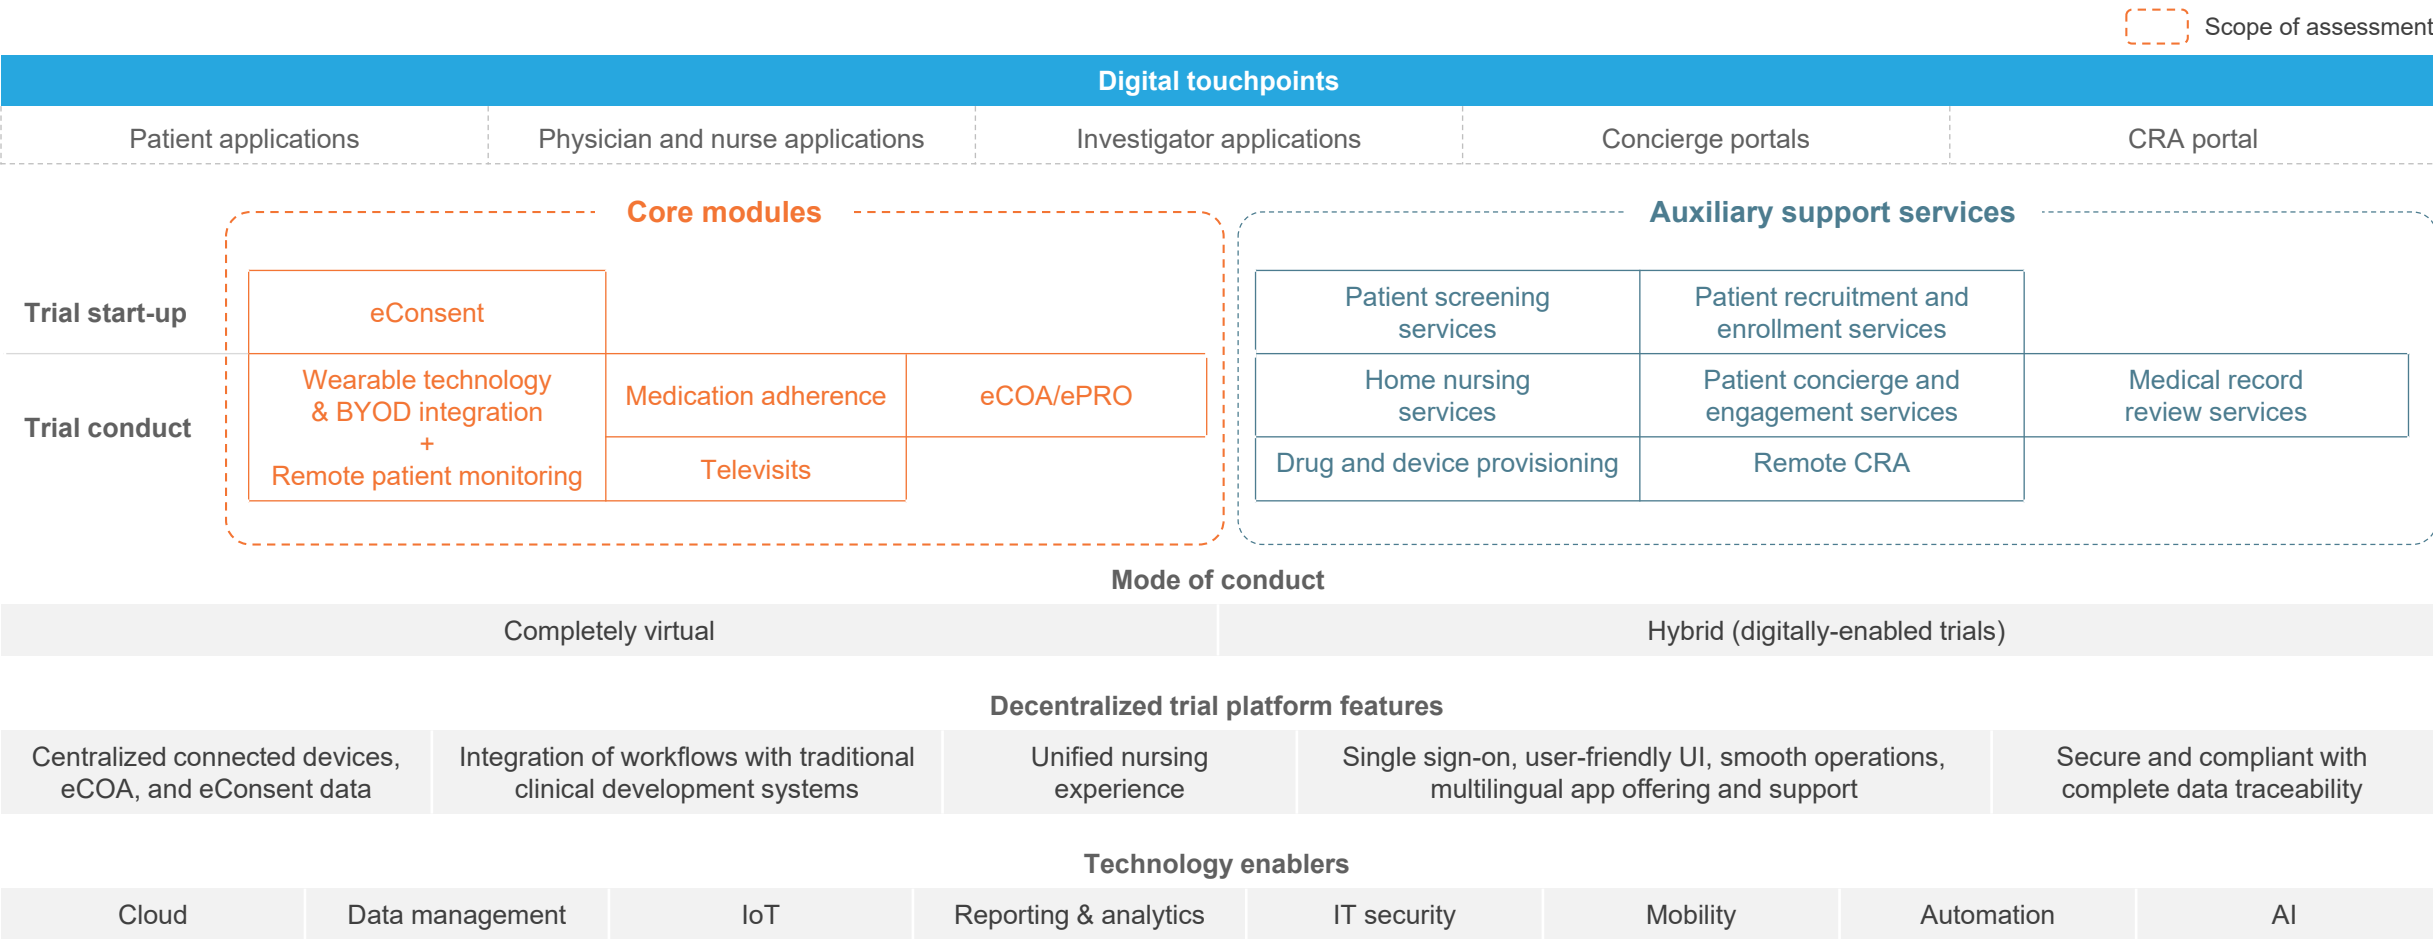 Scope of assessment
Digital touchpoints
Patient applications
Physician and nurse applications
Investigator applications
Concierge portals
CRA portal
Core modules
Auxiliary support services
Trial start-up
eConsent
Patient screening
services
Patient recruitment and
enrollment services
Trial conduct
Wearable technology
& BYOD integration
+
Remote patient monitoring
Medication adherence
eCOA/ePRO
Televisits
Home nursing
services
Patient concierge and
engagement services
Medical record
review services
Drug and device provisioning
Remote CRA
Mode of conduct
Completely virtual
Hybrid (digitally-enabled trials)
Decentralized trial platform features
Centralized connected devices,
eCOA, and eConsent data
Integration of workflows with traditional
clinical development systems
Unified nursing
experience
Single sign-on, user-friendly UI, smooth operations,
multilingual app offering and support
Secure and compliant with
complete data traceability
Technology enablers
Cloud
Data management
IoT
Reporting & analytics
IT security
Mobility
Automation
AI